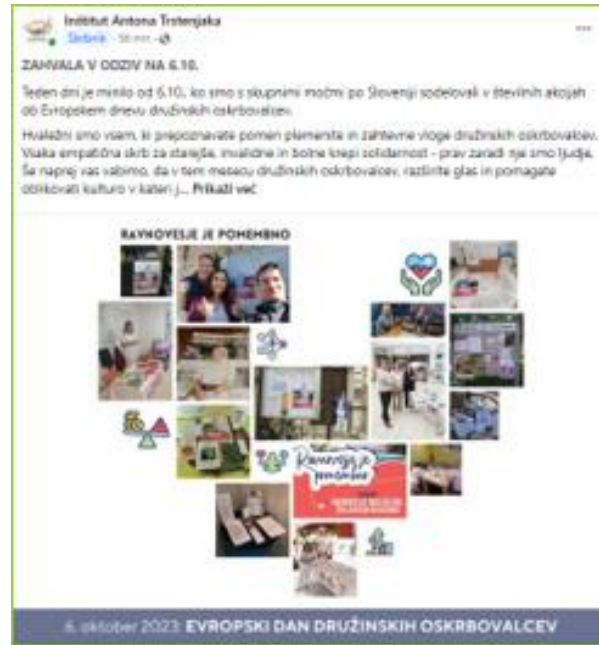 Inštitut Antona Trstenjaka
Sledilnik · 56 min ·
ZAHVALA V ODZIV NA 6.10.
Teden dni je minilo od 6.10., ko smo s skupnimi močmi po Sloveniji sodelovali v številnih akcijah
ob Evropskem dnevu družinskih oskrbovalcev.
Hvaležni smo vsem, ki prepoznavate pomen plemenite in zahtevne vloge družinskih oskrbovalcev.
Vsaka empatična skrb za starejše, invalidne in bolne krepi solidarnost - prav zaradi nje smo ljudje.
Še naprej vas vabimo, da v tem mesecu družinskih oskrbovalcev, razširite glas in pomagate
oblikovati kulturo v kateri j... Prikaži več
RAVNOVESJE JE POMEMBNO
Ravnovesje je
pomembno
6. oktober 2023: EVROPSKI DAN DRUŽINSKIH OSKRBOVALCEV